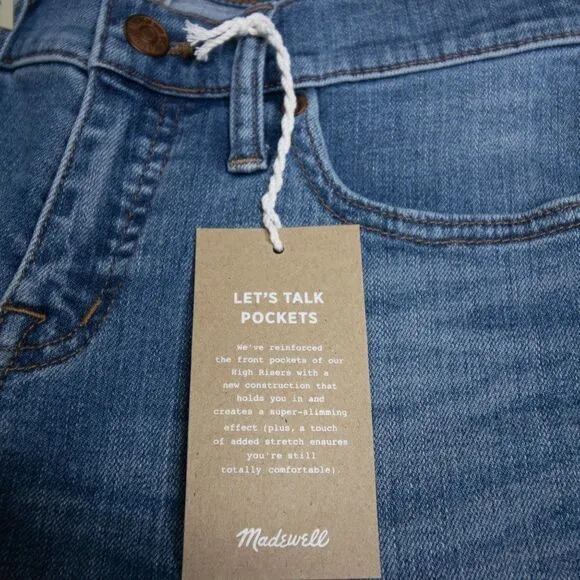 LET'S TALK
POCKETS
We've reinforced
the front pockets of our
High Risers with a
new construction that
holds you in and
creates a super-slimming
effect (plus, a touch
of added stretch ensures
you're still
totally comfortable).
Madewell